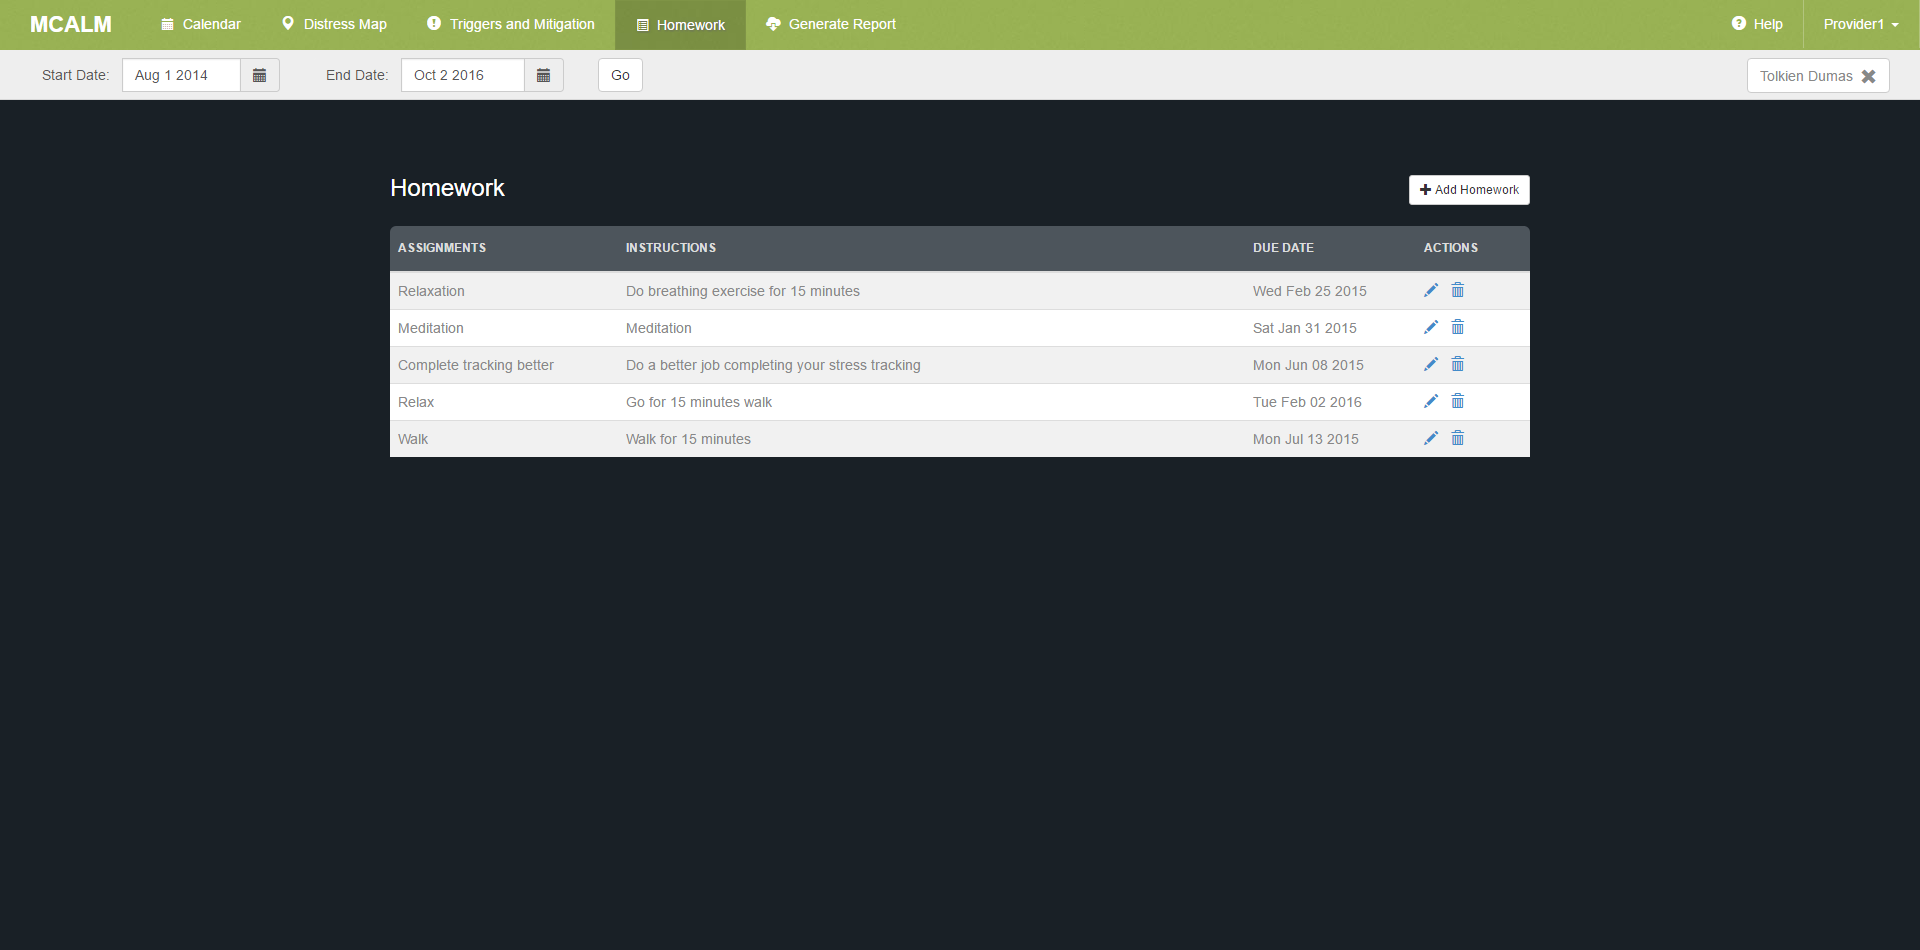 MCALM Calendar Distress Map Triggers and Mitigation Homework Generate Report Help Provider1
Start Date: Aug 1 2014 End Date: Oct 2 2016 Go Tolkien Dumas
Homework Add Homework
ASSIGNMENTS INSTRUCTIONS DUE DATE ACTIONS
Relaxation Do breathing exercise for 15 minutes Wed Feb 25 2015
Meditation Meditation Sat Jan 31 2015
Complete tracking better Do a better job completing your stress tracking Mon Jun 08 2015
Relax Go for 15 minutes walk Tue Feb 02 2016
Walk Walk for 15 minutes Mon Jul 13 2015